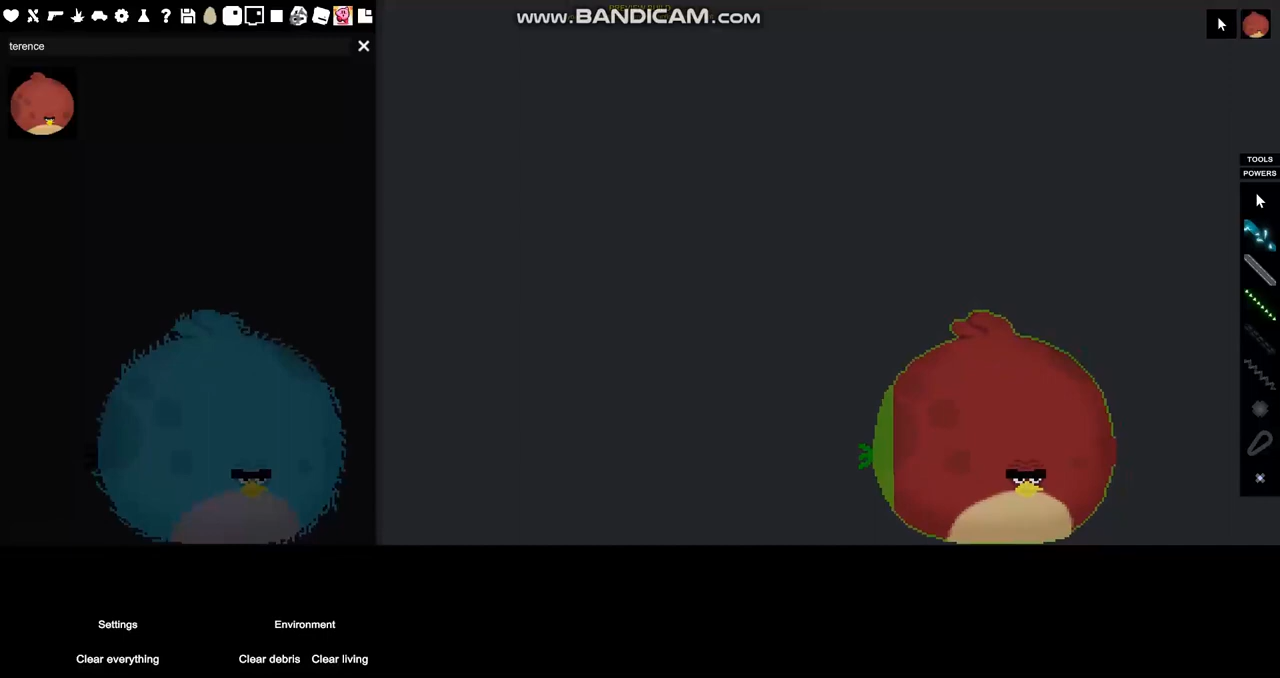 www.BANDICAM.com
terence
TOOLS
POWERS
Settings
Environment
Clear everything
Clear debris
Clear living